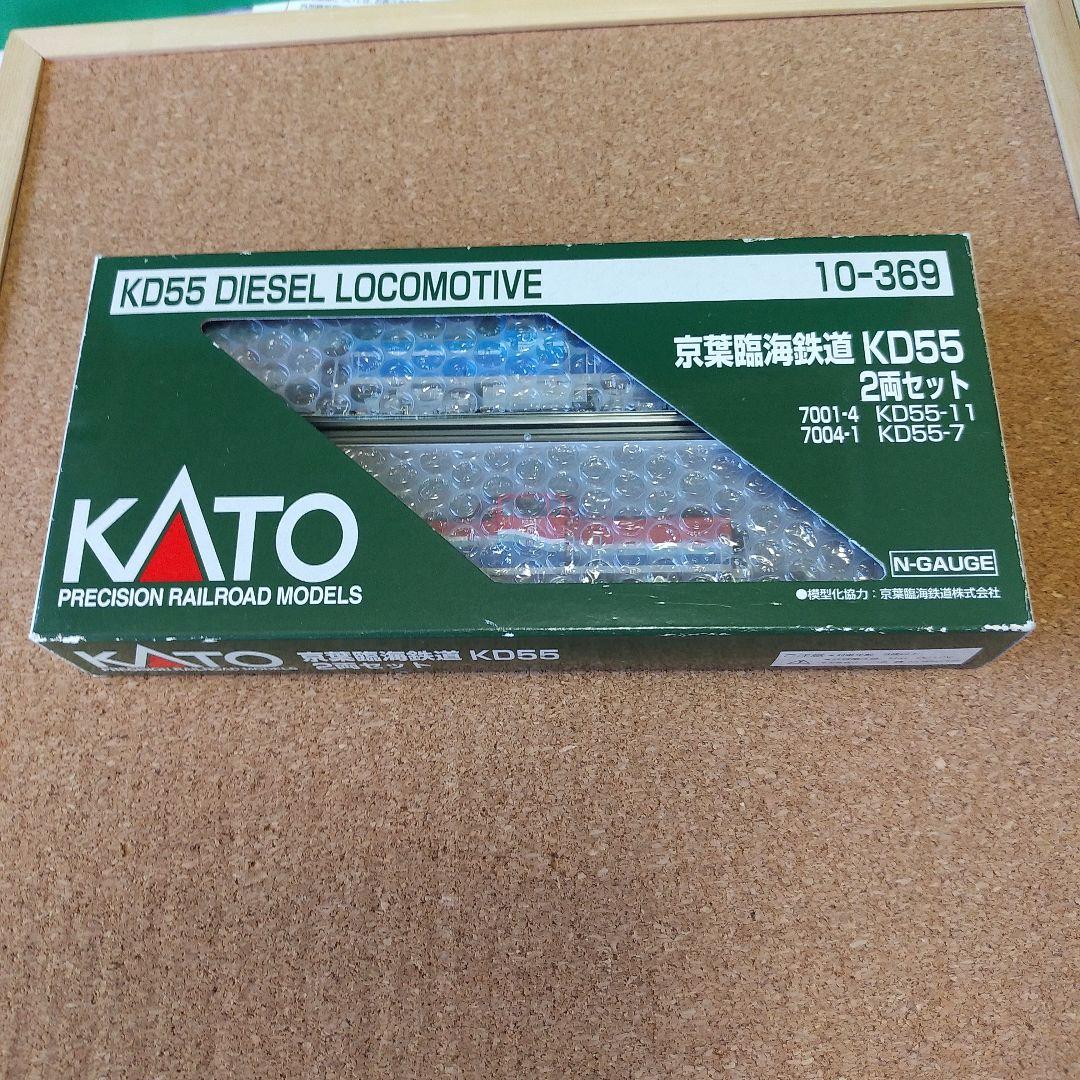 KD55 DIESEL LOCOMOTIVE
10-369
京葉臨海鉄道 KD55
2両セット
7001-4 KD55-11
7004-1 KD55-7
KATO
PRECISION RAILROAD MODELS
N-GAUGE
●模型化協力：京葉臨海鉄道株式会社
KATO
京葉臨海鉄道 KD55
2両セット